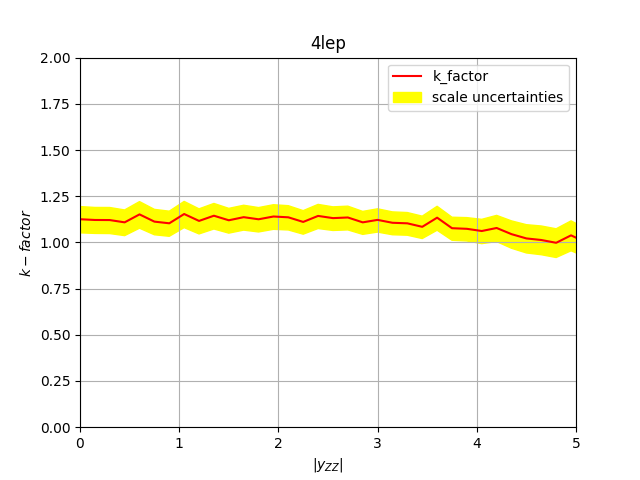 4lep
2.00
1.75
1.50
1.25
1.00
0.75
0.50
0.25
0.00
k − factor
k_factor
scale uncertainties
0 1 2 3 4 5
|yZZ|